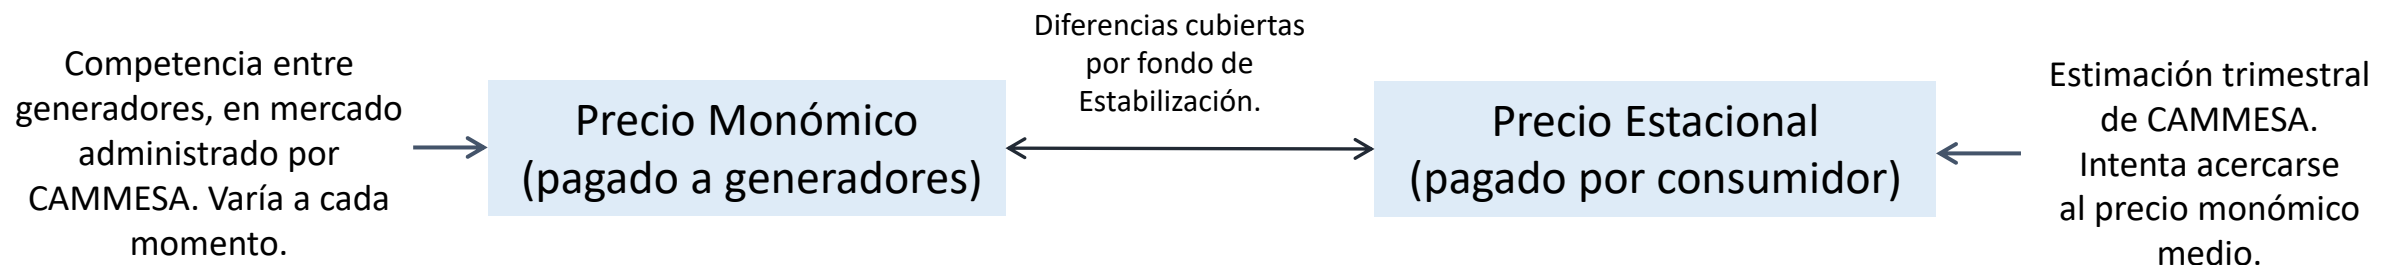 Competencia entre
generadores, en mercado
administrado por
CAMMESA. Varía a cada
momento.
Precio Monómico
(pagado a generadores)
Diferencias cubiertas
por fondo de
Estabilización.
Precio Estacional
(pagado por consumidor)
Estimación trimestral
de CAMMESA.
Intenta acercarse
al precio monómico
medio.